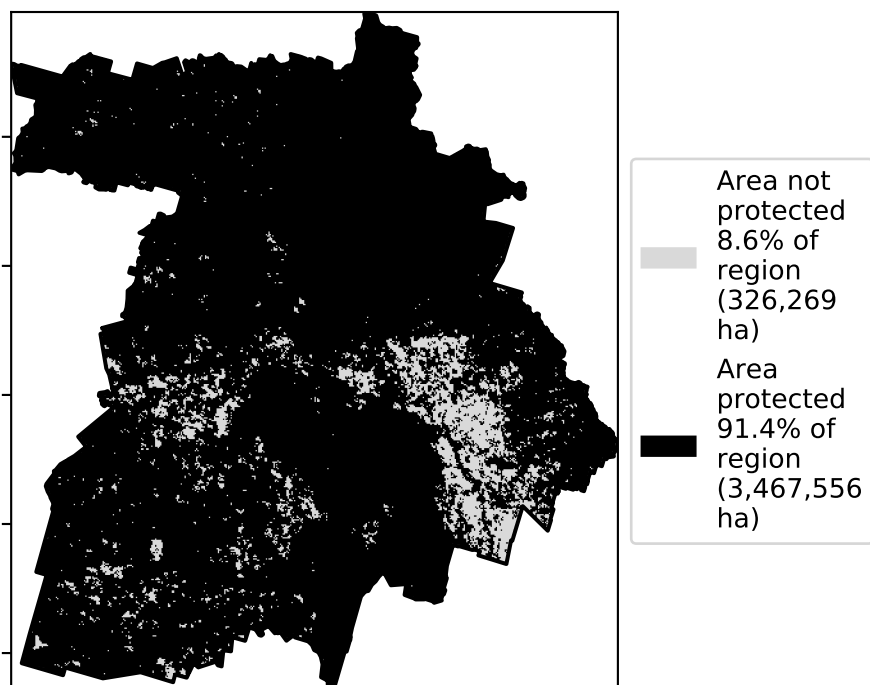 Area not
protected
8.6% of
region
(326,269
ha)
Area
protected
91.4% of
region
(3,467,556
ha)